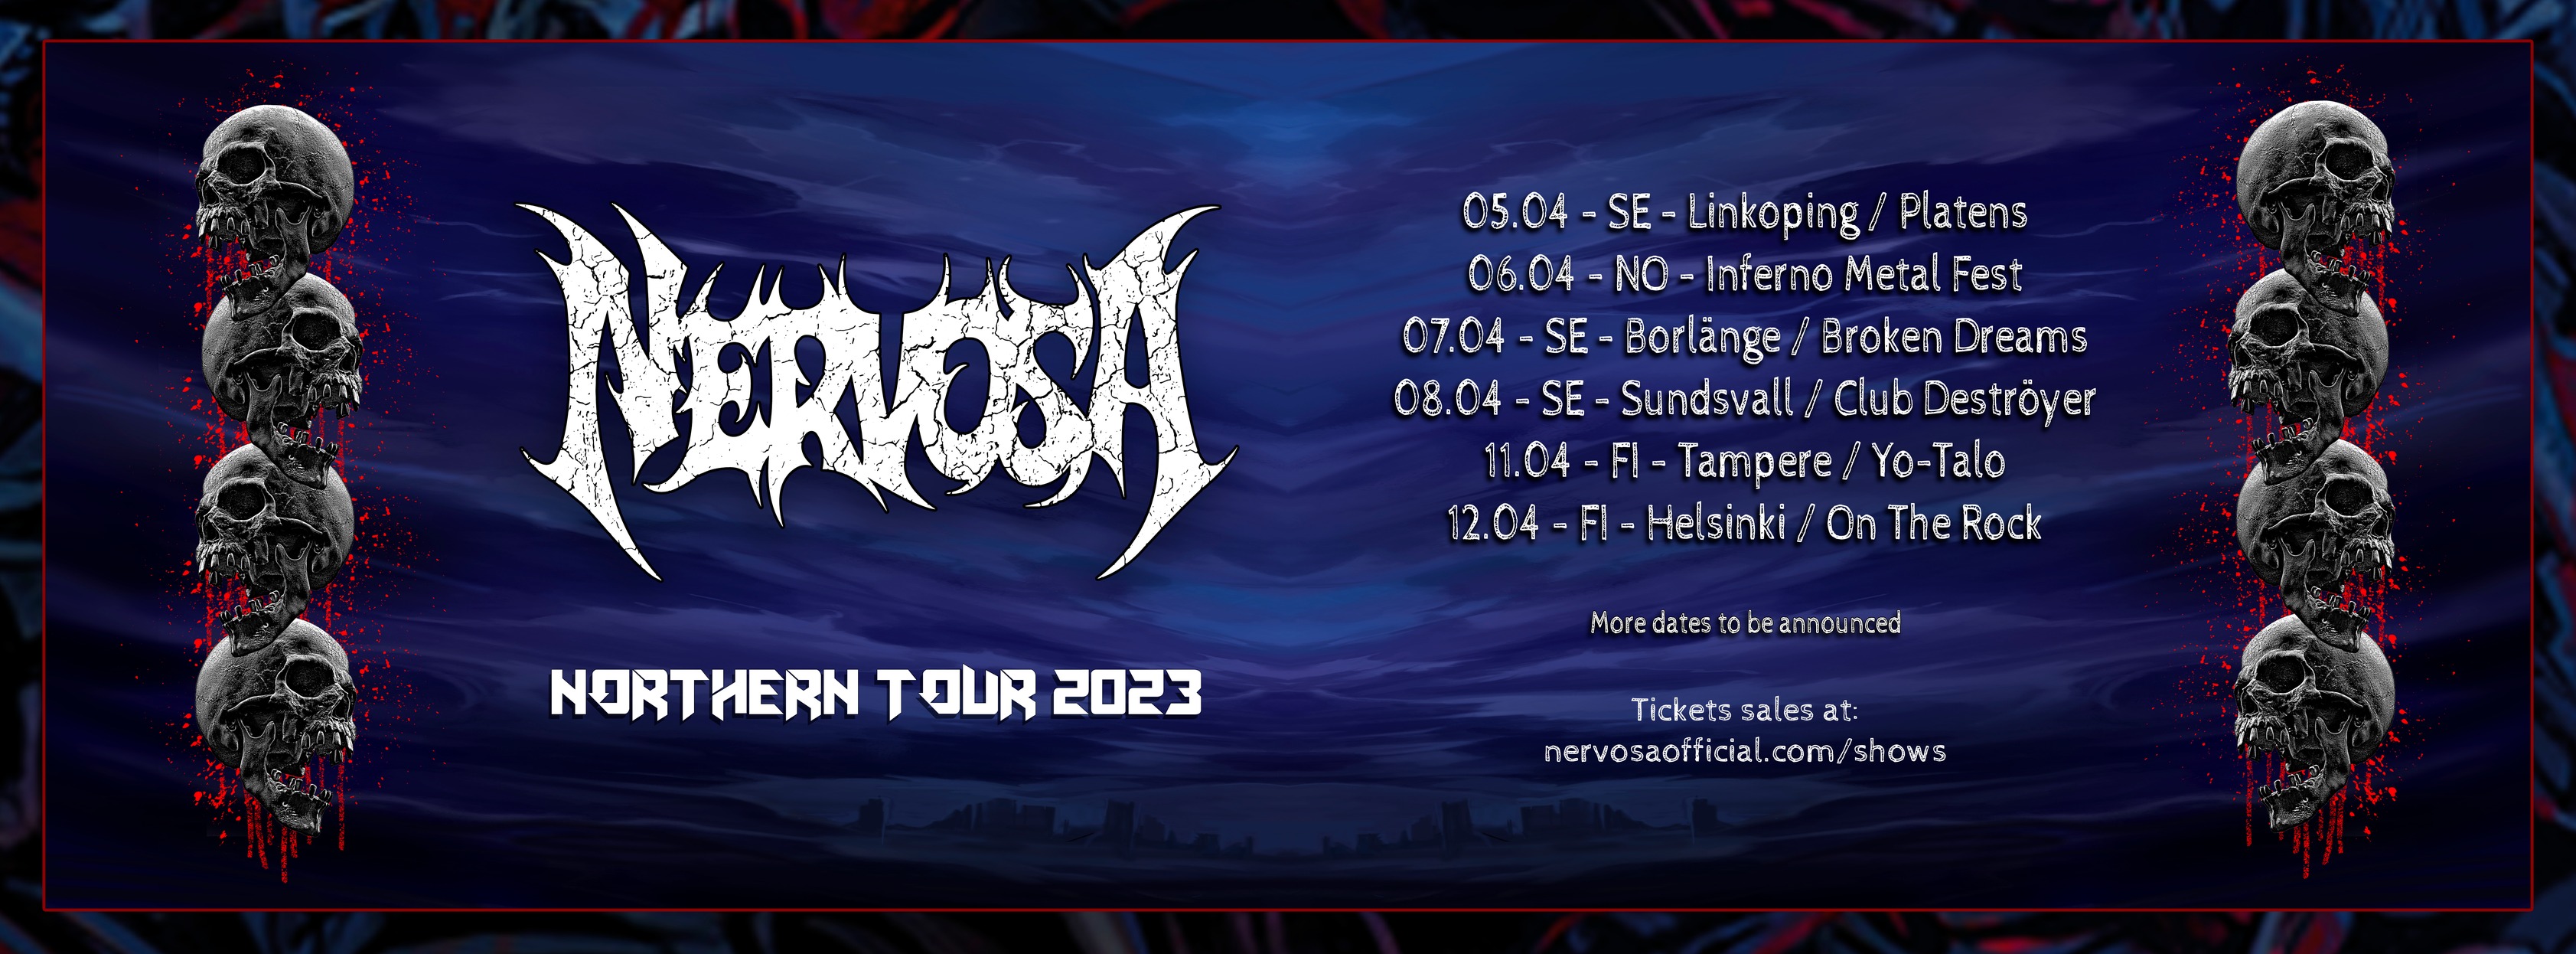 NERVOSA
NORTHERN TOUR 2023
05.04 - SE - Linkoping / Platens
06.04 - NO - Inferno Metal Fest
07.04 - SE - Borlänge / Broken Dreams
08.04 - SE - Sundsvall / Club Deströyer
11.04 - FI - Tampere / Yo-Talo
12.04 - FI - Helsinki / On The Rock
More dates to be announced
Tickets sales at:
nervosaofficial.com/shows